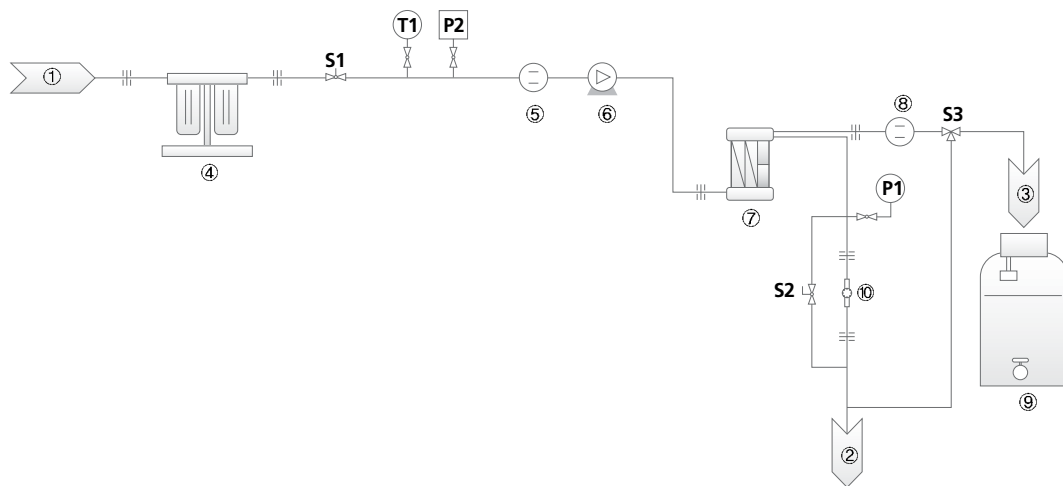 T1
P2
S1
①
⑤
⑥
④
⑧
S3
P1
③
⑦
S2
⑩
⑨
②